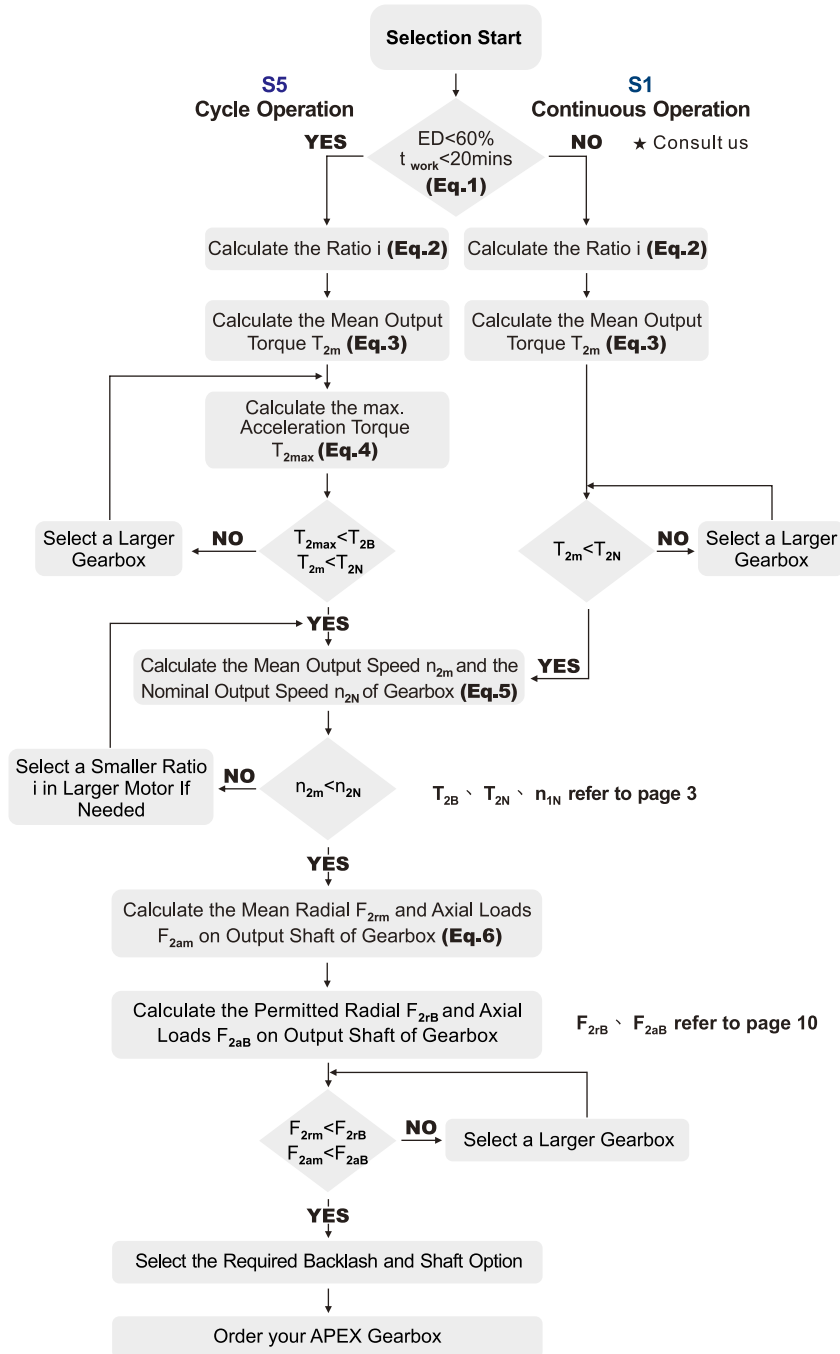 Selection Start
S5
Cycle Operation
S1
Continuous Operation
YES
ED<60%
t work<20mins
(Eq.1)
NO
★ Consult us
Calculate the Ratio i (Eq.2)
Calculate the Ratio i (Eq.2)
Calculate the Mean Output
Torque T2m (Eq.3)
Calculate the Mean Output
Torque T2m (Eq.3)
Calculate the max.
Acceleration Torque
T2max (Eq.4)
Select a Larger
Gearbox
NO
T2max<T2B
T2m<T2N
T2m<T2N
NO
Select a Larger
Gearbox
YES
Calculate the Mean Output Speed n2m and the
Nominal Output Speed n2N of Gearbox (Eq.5)
YES
Select a Smaller Ratio
i in Larger Motor If
Needed
NO
n2m<n2N
T2B、T2N、n1N refer to page 3
YES
Calculate the Mean Radial F2rm and Axial Loads
F2am on Output Shaft of Gearbox (Eq.6)
Calculate the Permitted Radial F2rB and Axial
Loads F2aB on Output Shaft of Gearbox
F2rB、F2aB refer to page 10
F2rm<F2rB
F2am<F2aB
NO
Select a Larger Gearbox
YES
Select the Required Backlash and Shaft Option
Order your APEX Gearbox